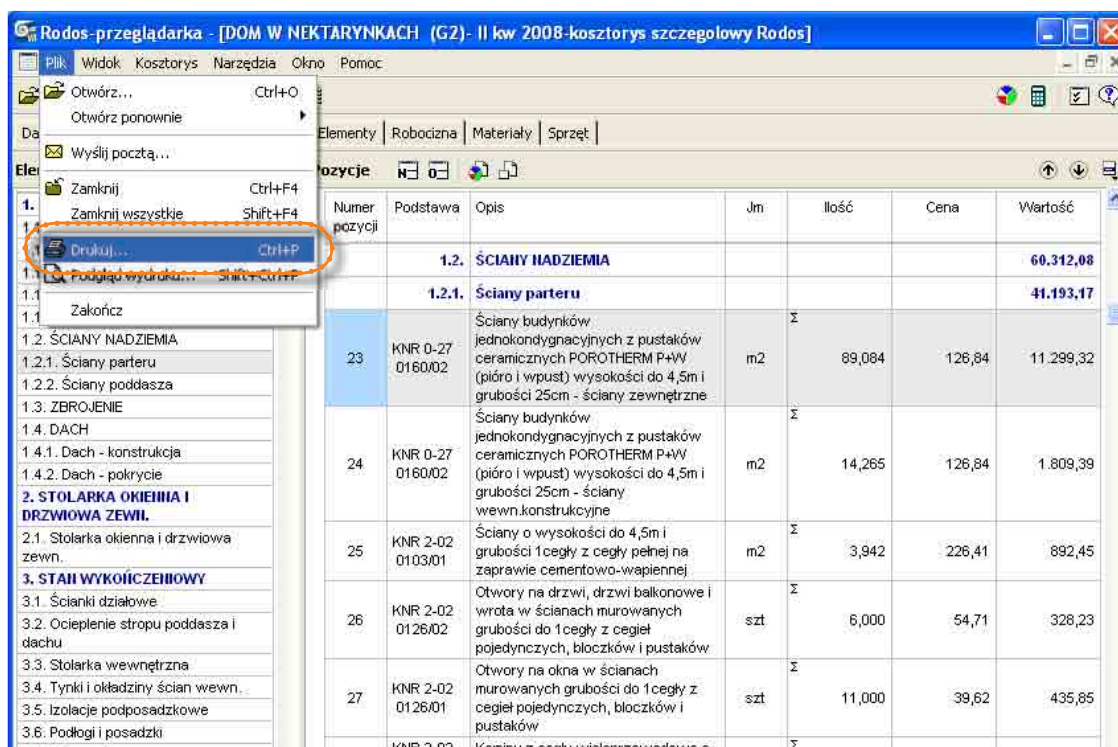 Rodos-przeglądarka - [DOM W NEKTARYNKACH (G2)- II kw 2008-kosztorys szczegolowy Rodos]
Plik Widok Kosztorys Narzędzia Okno Pomoc
Otwórz... Ctrl+O
Otwórz ponownie
Wyślij pocztą...
Zamknij Ctrl+F4
Zamknij wszystkie Shift+F4
Drukuj... Ctrl+P
Podgląd wydruku... Shift+Ctrl+P
Zakończ
Elementy Robocizna Materiały Sprzęt
1.
1.2. ŚCIANY NADZIEMIA
1.2.1. Ściany parteru
1.2.2. Ściany poddasza
1.3. ZBROJENIE
1.4. DACH
1.4.1. Dach - konstrukcja
1.4.2. Dach - pokrycie
2. STOLARKA OKIENNA I
DRZWIOWA ZEWN.
2.1. Stolarka okienna i drzwiowa
zewn.
3. STAN WYKOŃCZENIOWY
3.1. Ścianki działowe
3.2. Ocieplenie stropu poddasza i
dachu
3.3. Stolarka wewnętrzna
3.4. Tynki i okładziny ścian wewn.
3.5. Izolacje podposadzkowe
3.6. Podłogi i posadzki
Numer Podstawa Opis Jm Ilość Cena Wartość
pozycji
1.2. ŚCIANY NADZIEMIA 60.312,08
1.2.1. Ściany parteru 41.193,17
Ściany budynków
jednokondygnacyjnych z pustaków
23 KNR 0-27 ceramicznych POROTHERM P+W m2 Σ 89,084 126,84 11.299,32
0160/02 (pióro i wpust) wysokości do 4,5m i
grubości 25cm - ściany zewnętrzne
Ściany budynków
jednokondygnacyjnych z pustaków
24 KNR 0-27 ceramicznych POROTHERM P+W m2 Σ 14,265 126,84 1.809,39
0160/02 (pióro i wpust) wysokości do 4,5m i
grubości 25cm - ściany
wewn.konstrukcyjne
Ściany o wysokości do 4,5m i
25 KNR 2-02 grubości 1cegły z cegły pełnej na m2 Σ 3,942 226,41 892,45
0103/01 zaprawie cementowo-wapiennej
Otwory na drzwi, drzwi balkonowe i
26 KNR 2-02 wrota w ścianach murowanych szt Σ 6,000 54,71 328,23
0126/02 grubości do 1cegły z cegieł
pojedynczych, bloczków i pustaków
Otwory na okna w ścianach
27 KNR 2-02 murowanych grubości do 1cegły z szt Σ 11,000 39,62 435,85
0126/01 cegieł pojedynczych, bloczków i
pustaków